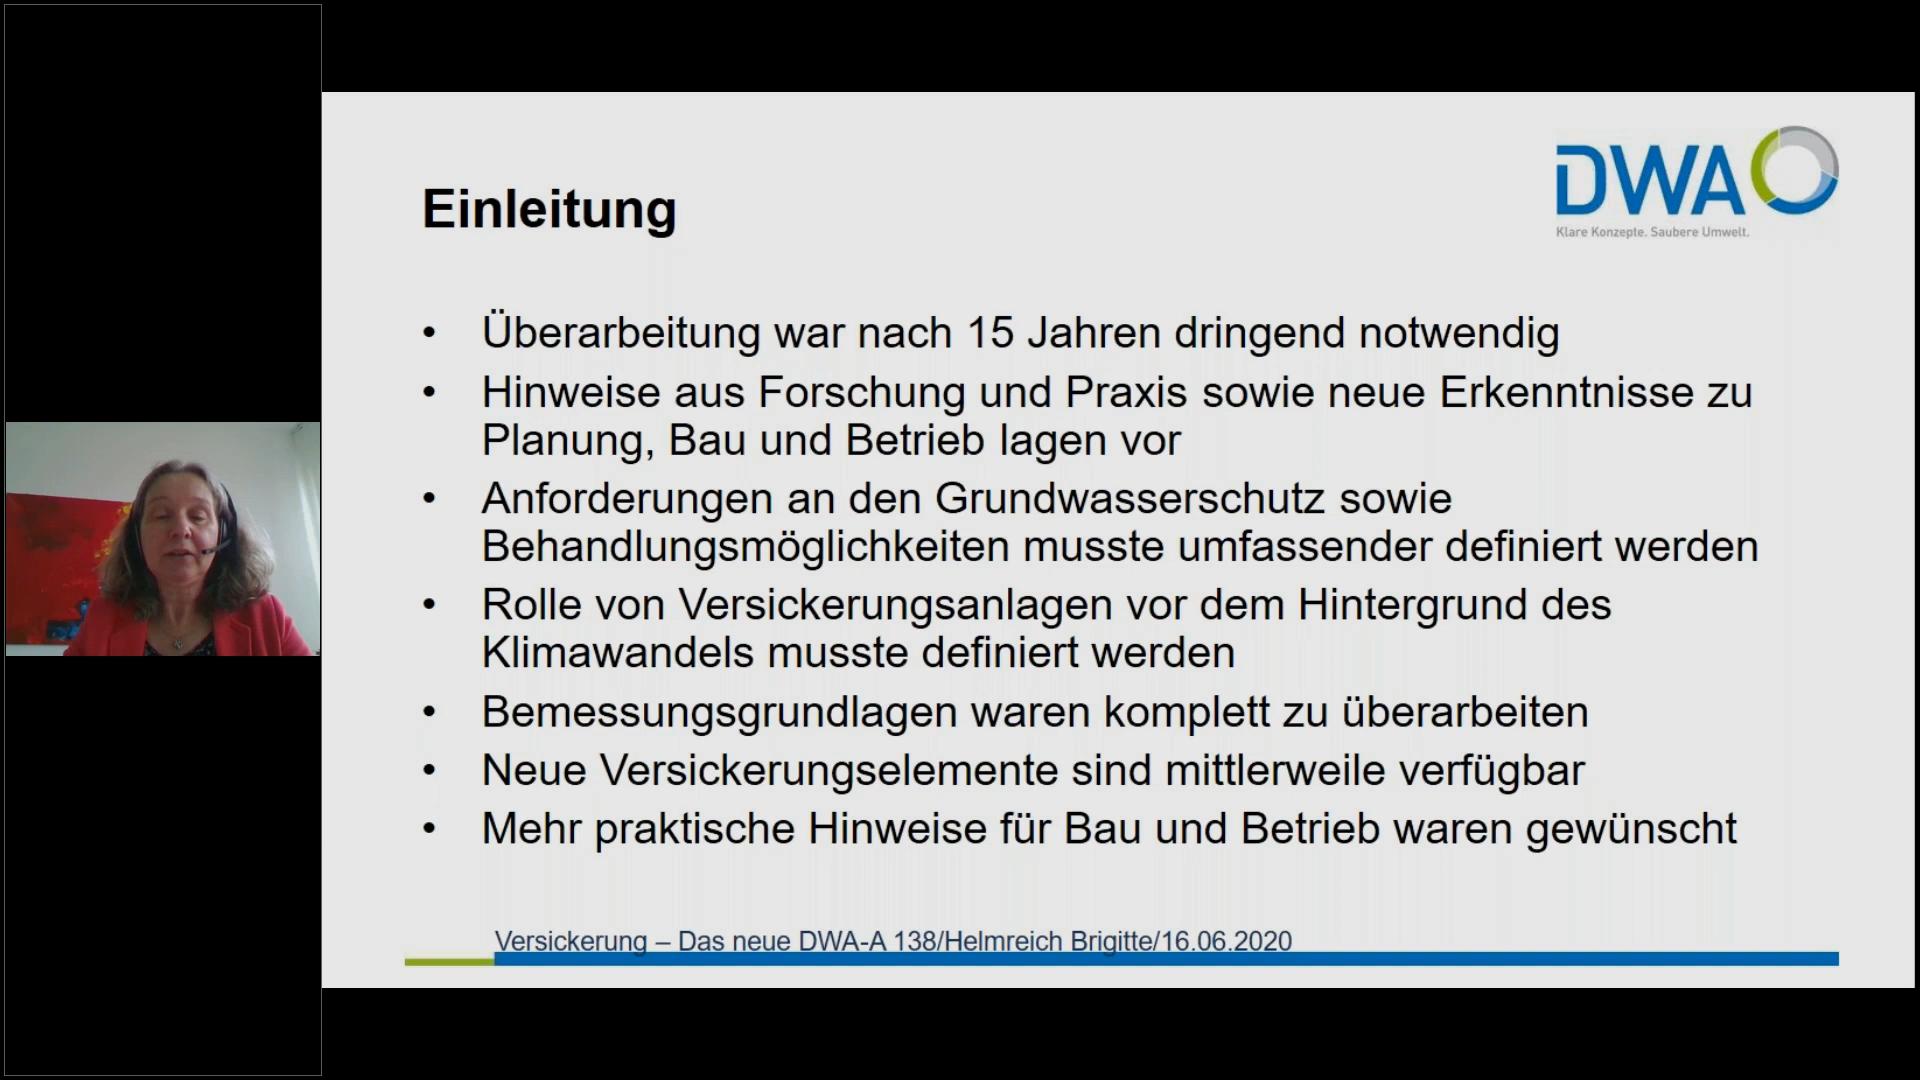 DWA
Klare Konzepte. Saubere Umwelt.
Einleitung
• Überarbeitung war nach 15 Jahren dringend notwendig
• Hinweise aus Forschung und Praxis sowie neue Erkenntnisse zu
Planung, Bau und Betrieb lagen vor
• Anforderungen an den Grundwasserschutz sowie
Behandlungsmöglichkeiten musste umfassender definiert werden
• Rolle von Versickerungsanlagen vor dem Hintergrund des
Klimawandels musste definiert werden
• Bemessungsgrundlagen waren komplett zu überarbeiten
• Neue Versickerungselemente sind mittlerweile verfügbar
• Mehr praktische Hinweise für Bau und Betrieb waren gewünscht
Versickerung – Das neue DWA-A 138/Helmreich Brigitte/16.06.2020